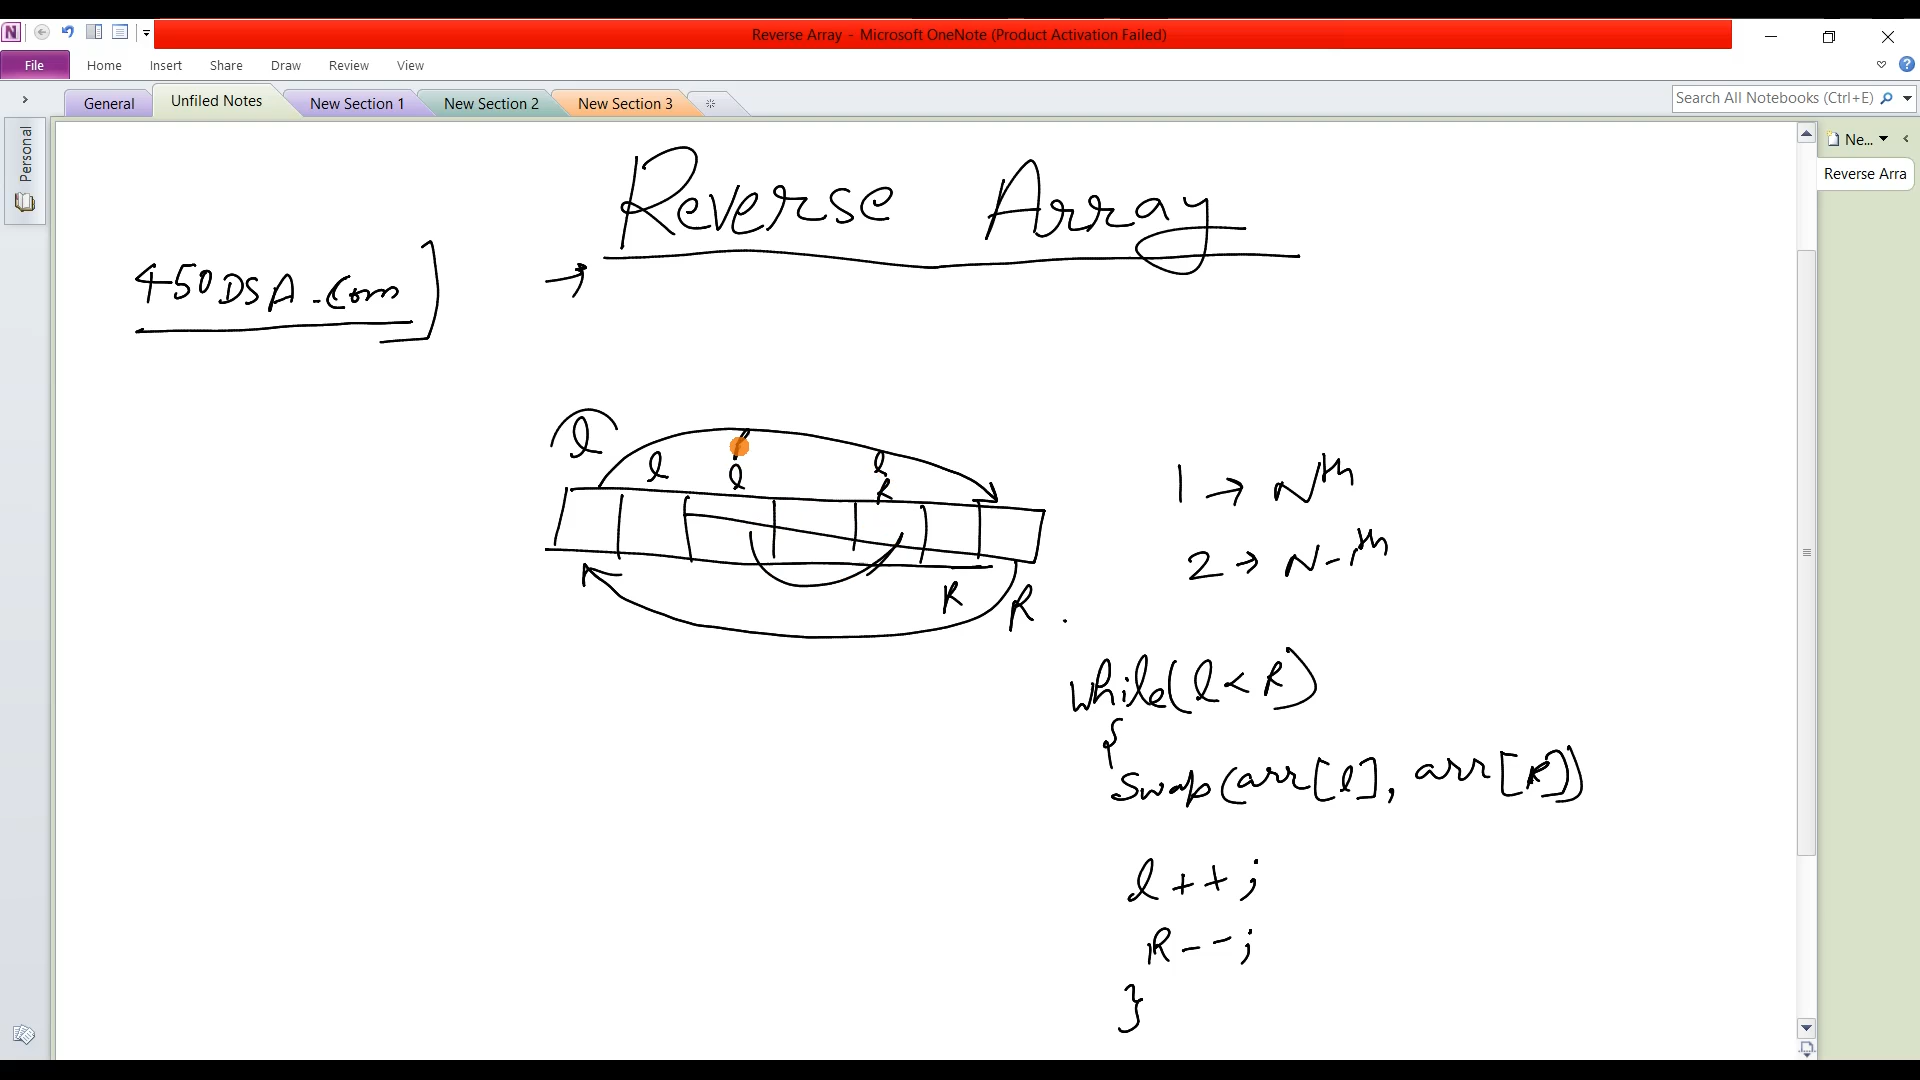 Reverse Array - Microsoft OneNote (Product Activation Failed)
File Home Insert Share Draw Review View
General Unfiled Notes New Section 1 New Section 2 New Section 3
Search All Notebooks (Ctrl+E)
Personal
Ne...
Reverse Arra
Reverse Array
450DSA.com
l
l
l
l
R
R
R
1 → Nth
2 → N-1th
while(l < R)
{
swap(arr[l], arr[R])
l++;
R--;
}